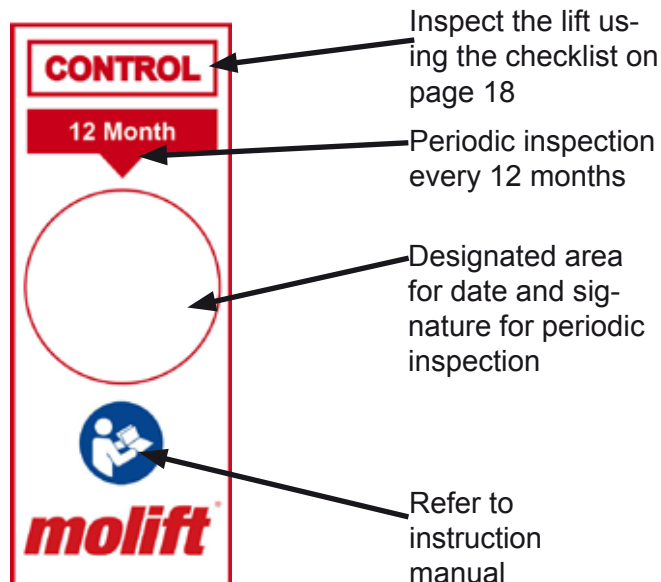 CONTROL
12 Month
molift
Inspect the lift us-
ing the checklist on
page 18
Periodic inspection
every 12 months
Designated area
for date and sig-
nature for periodic
inspection
Refer to
instruction
manual